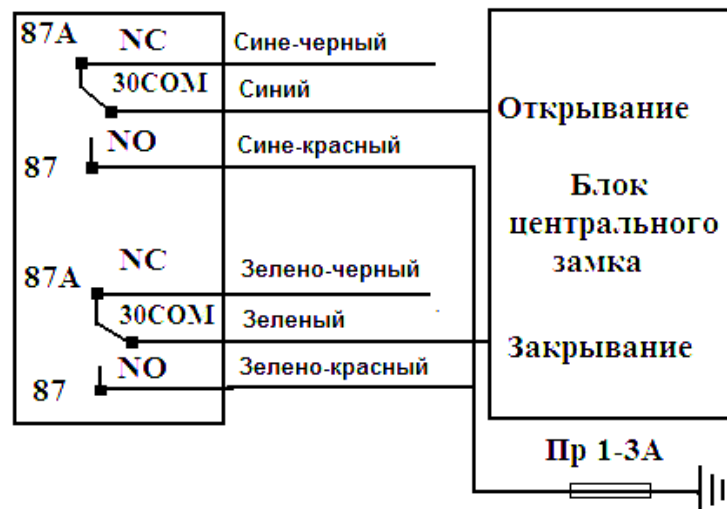 87A NC Сине-черный
30COM Синий Открывание
NO Сине-красный
87
Блок
центрального
замка
NC Зелено-черный
87A
30COM Зеленый Закрывание
NO Зелено-красный
87
Пр 1-3А